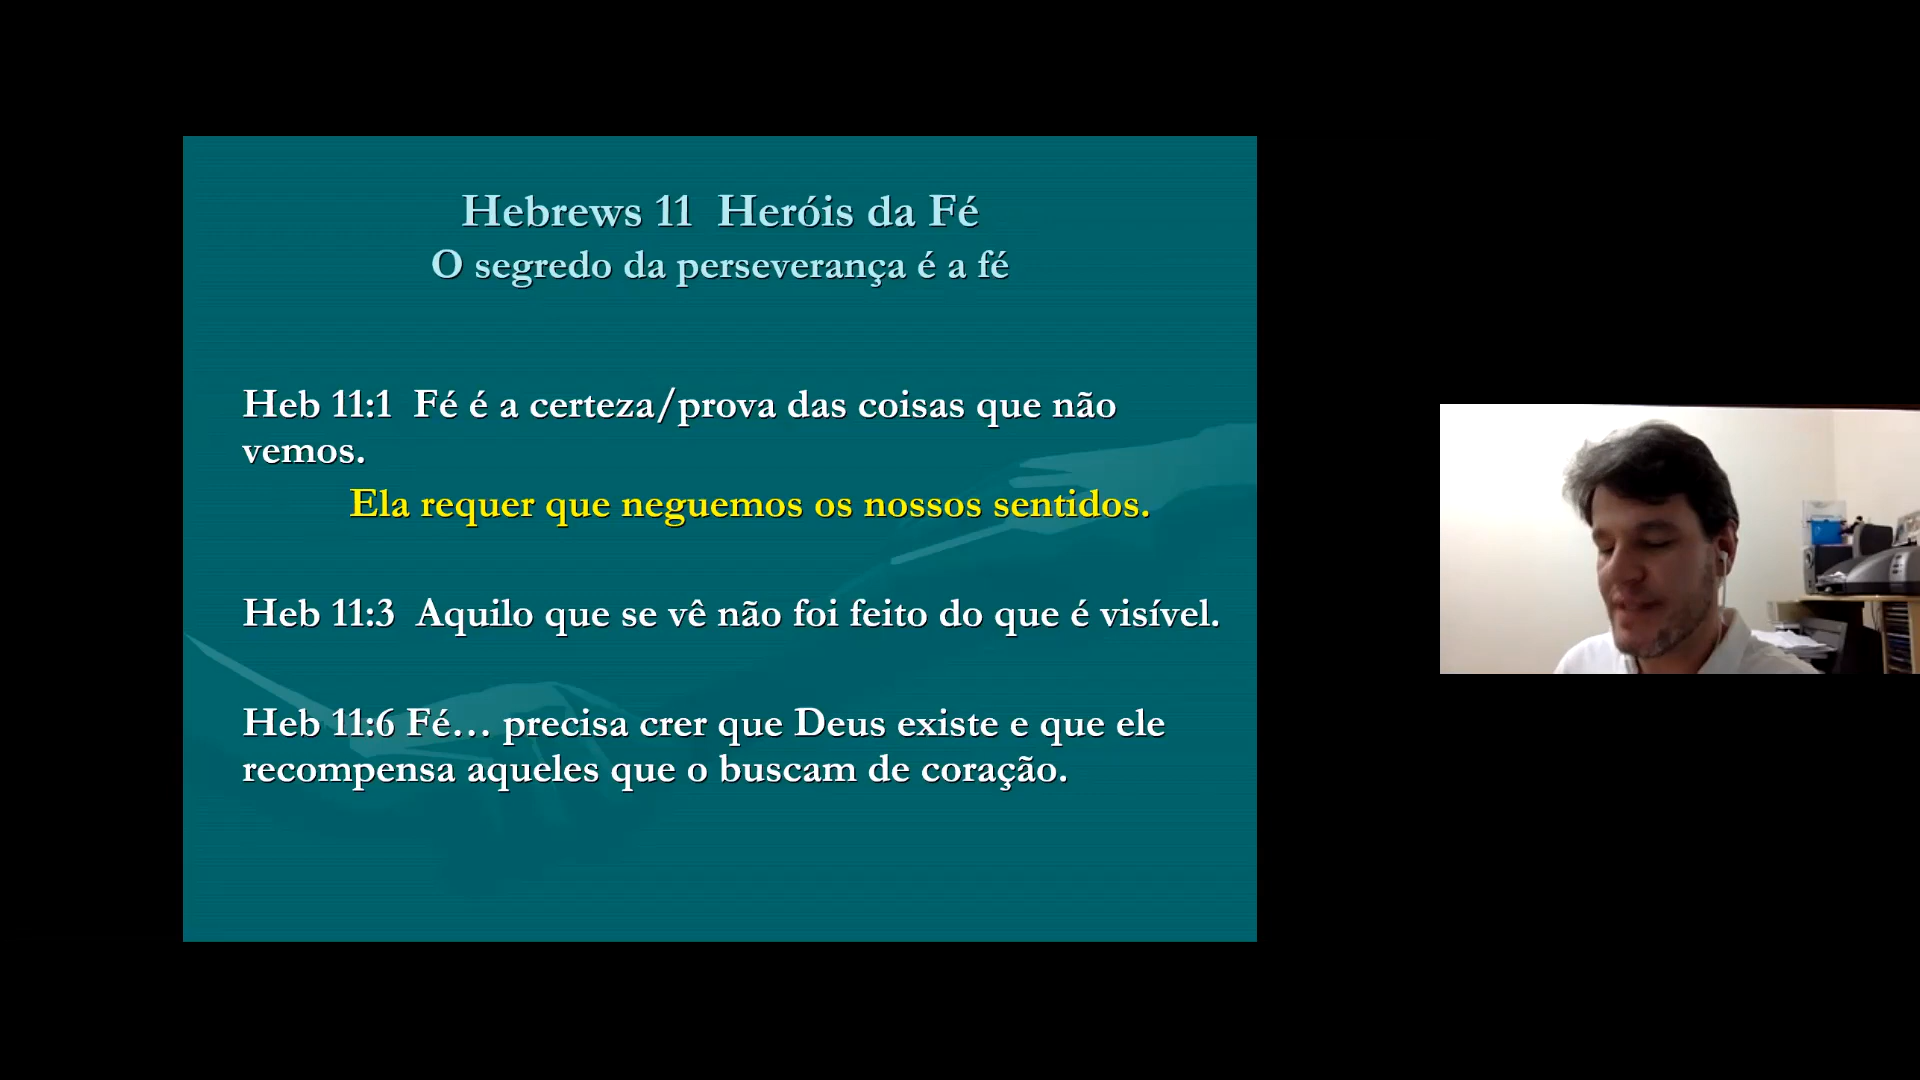 Hebrews 11 Heróis da Fé
O segredo da perseverança é a fé
Heb 11:1 Fé é a certeza/prova das coisas que não
vemos.
Ela requer que neguemos os nossos sentidos.
Heb 11:3 Aquilo que se vê não foi feito do que é visível.
Heb 11:6 Fé… precisa crer que Deus existe e que ele
recompensa aqueles que o buscam de coração.